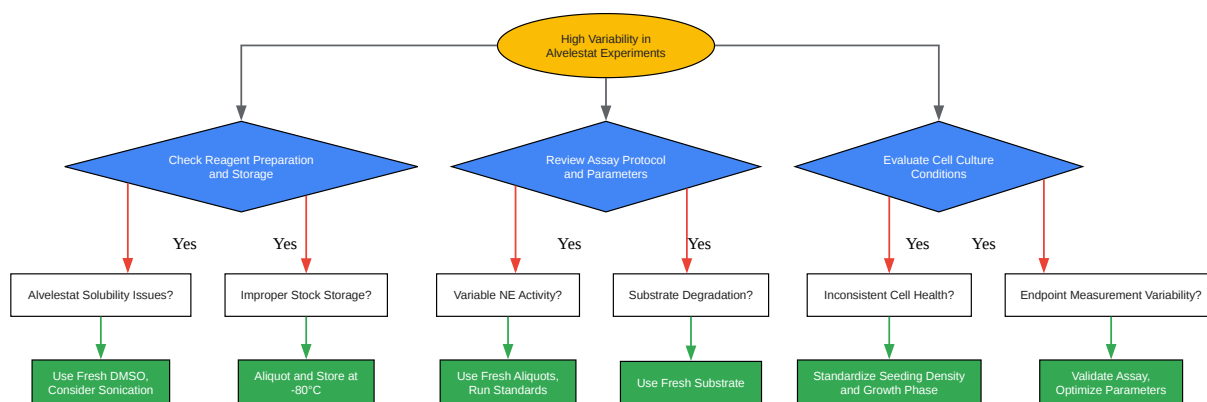 High Variability in
Alvelestat Experiments
Check Reagent Preparation
and Storage
Review Assay Protocol
and Parameters
Evaluate Cell Culture
Conditions
Yes
Yes
Yes
Yes
Yes
Yes
Alvelestat Solubility Issues?
Improper Stock Storage?
Variable NE Activity?
Substrate Degradation?
Inconsistent Cell Health?
Endpoint Measurement Variability?
Use Fresh DMSO,
Consider Sonication
Aliquot and Store at
-80°C
Use Fresh Aliquots,
Run Standards
Use Fresh Substrate
Standardize Seeding Density
and Growth Phase
Validate Assay,
Optimize Parameters